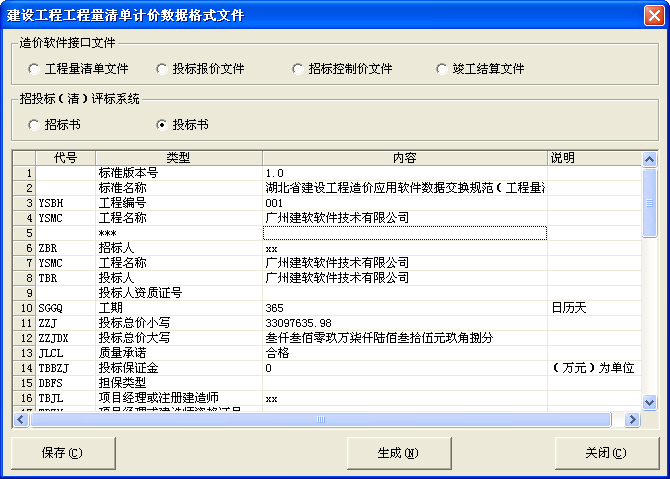 建设工程工程量清单计价数据格式文件
造价软件接口文件
工程量清单文件 投标报价文件 招标控制价文件 竣工结算文件
招投标（清）评标系统
招标书 投标书
代号 类型 内容 说明
1 标准版本号 1.0
2 标准名称 湖北省建设工程造价应用软件数据交换规范（工程量
3 YSBH 工程编号 001
4 YSMC 工程名称 广州建软软件技术有限公司
5 ***
6 ZBR 招标人 xx
7 YSMC 工程名称 广州建软软件技术有限公司
8 TBR 投标人 广州建软软件技术有限公司
9 投标人资质证号
10 SGGQ 工期 365 日历天
11 ZZJ 投标总价小写 33097635.98
12 ZZJDX 投标总价大写 叁仟叁佰零玖万柒仟陆佰叁拾伍元玖角捌分
13 JLCL 质量承诺 合格
14 TBBZJ 投标保证金 0 （万元）为单位
15 DBFS 担保类型
16 TBJL 项目经理或注册建造师 xx
保存(C) 生成(N) 关闭(C)